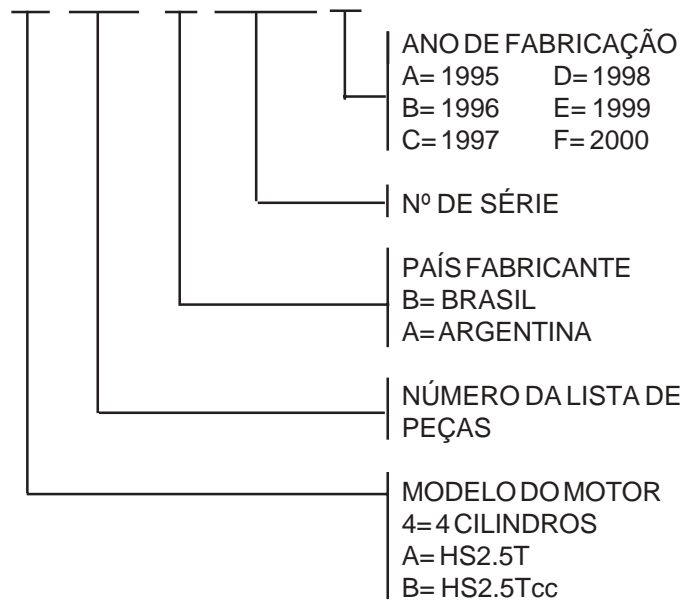 ANO DE FABRICAÇÃO
A= 1995 D= 1998
B= 1996 E= 1999
C= 1997 F= 2000
Nº DE SÉRIE
PAÍS FABRICANTE
B= BRASIL
A= ARGENTINA
NÚMERO DA LISTA DE
PEÇAS
MODELO DO MOTOR
4= 4 CILINDROS
A= HS2.5T
B= HS2.5Tcc